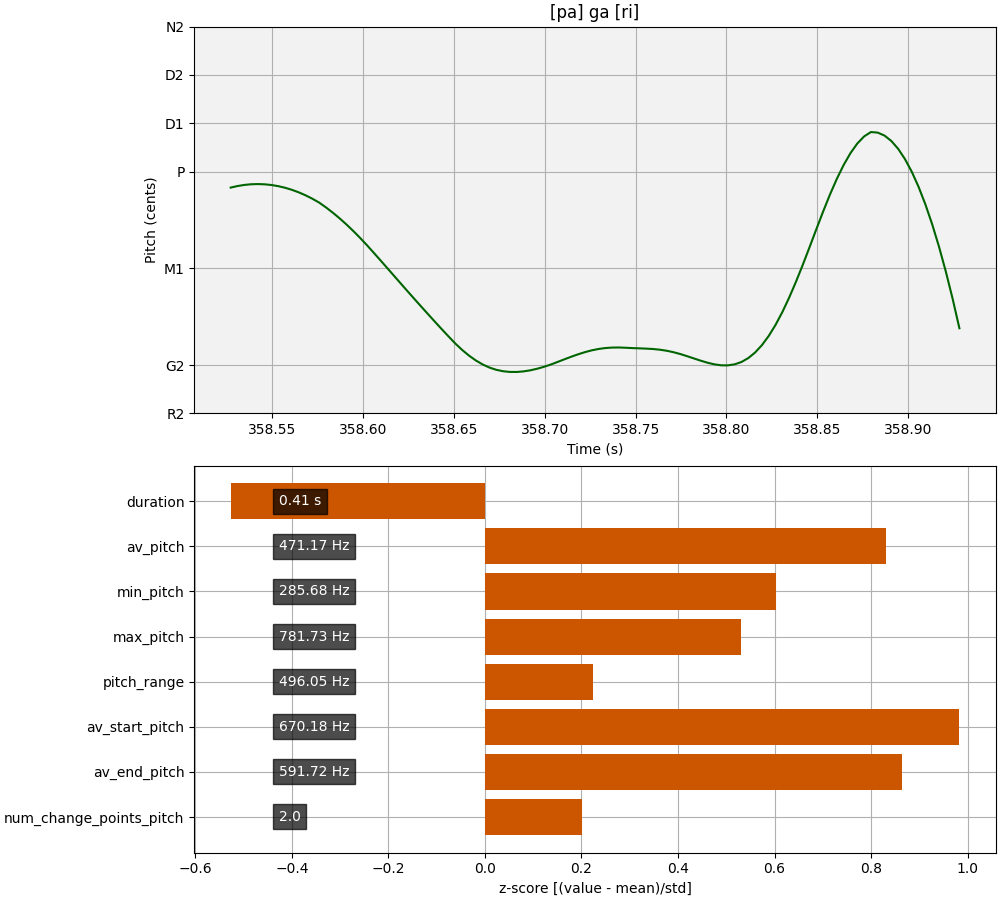 [pa] ga [ri]
N2
D2
D1
P
M1
G2
R2
Pitch (cents)
358.55 358.60 358.65 358.70 358.75 358.80 358.85 358.90
Time (s)
duration 0.41 s
av_pitch 471.17 Hz
min_pitch 285.68 Hz
max_pitch 781.73 Hz
pitch_range 496.05 Hz
av_start_pitch 670.18 Hz
av_end_pitch 591.72 Hz
num_change_points_pitch 2.0
−0.6 −0.4 −0.2 0.0 0.2 0.4 0.6 0.8 1.0
z-score [(value - mean)/std]